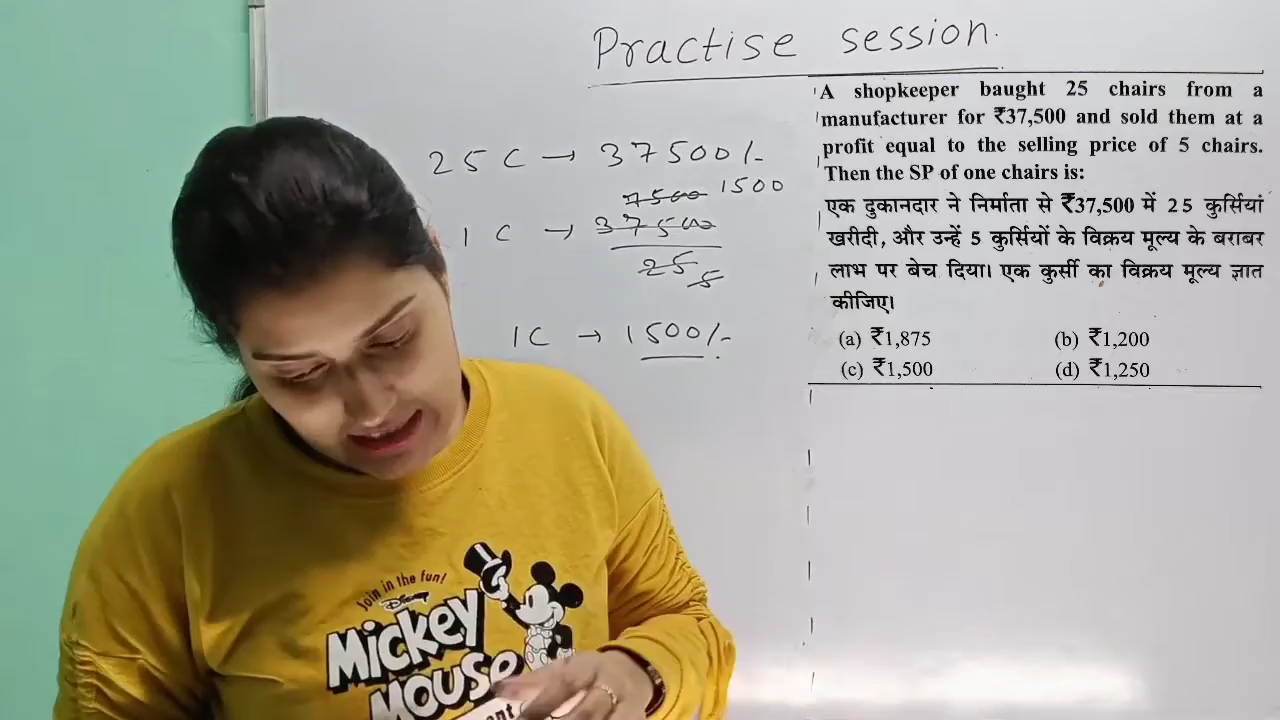 Practise session.
A shopkeeper baught 25 chairs from a
manufacturer for ₹37,500 and sold them at a
profit equal to the selling price of 5 chairs.
Then the SP of one chairs is:
एक दुकानदार ने निर्माता से ₹37,500 में 25 कुर्सियां
खरीदी, और उन्हें 5 कुर्सियों के विक्रय मूल्य के बराबर
लाभ पर बेच दिया। एक कुर्सी का विक्रय मूल्य ज्ञात
कीजिए।
(a) ₹1,875 (b) ₹1,200
(c) ₹1,500 (d) ₹1,250
25 C → 37500/-
7500 1500
1 C → 37500
25 5
1C → 1500/-
Join in the fun!
Disney
Mickey
Mouse